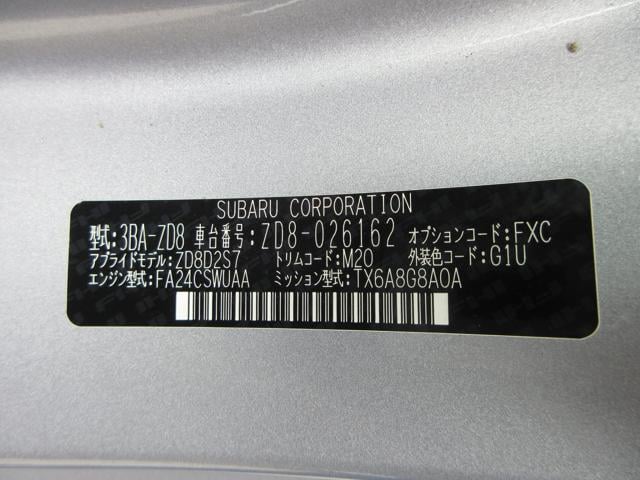 SUBARU CORPORATION
型式:3BA-ZD8 車台番号:ZD8-026162 オプションコード:FXC
アプライドモデル:ZD8D2S7 トリムコード:M20 外装色コード:G1U
エンジン型式:FA24CSWUAA ミッション型式:TX6A8G8AOA